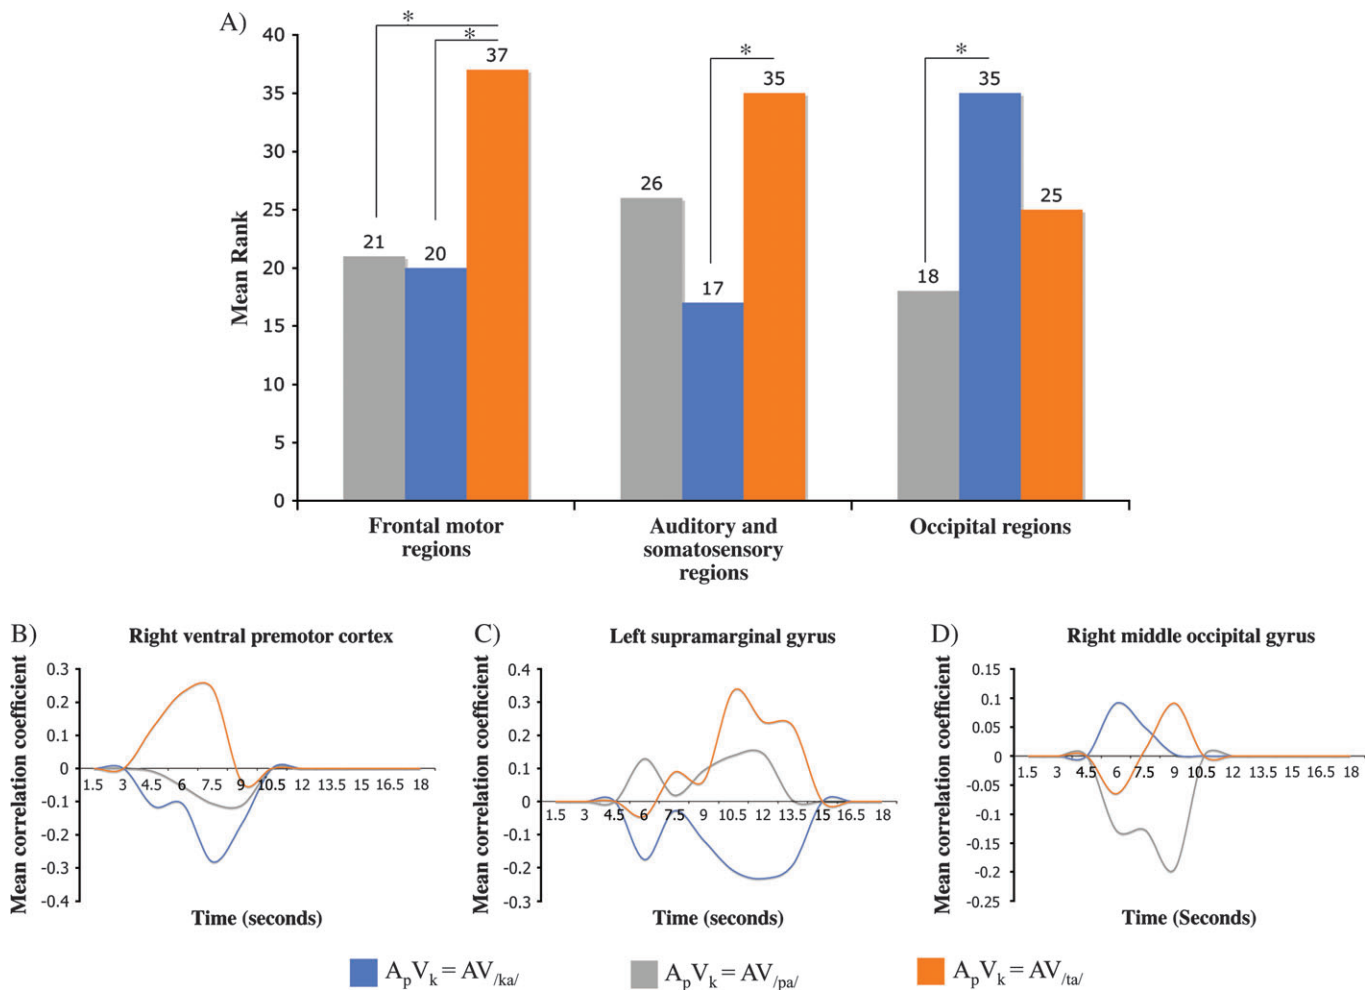 A)
Mean Rank
40
35
30
25
20
15
10
5
0
* * * *
21 20 37
26 17 35
18 35 25
Frontal motor
regions
Auditory and
somatosensory
regions
Occipital regions
B)
Right ventral premotor cortex
Mean correlation coefficient
0.3
0.2
0.1
0
-0.1
-0.2
-0.3
-0.4
1.5 3 4.5 6 7.5 9 10.5 12 13.5 15 16.5 18
Time (seconds)
C)
Left supramarginal gyrus
Mean correlation coefficient
0.4
0.3
0.2
0.1
0
-0.1
-0.2
-0.3
1.5 3 4.5 6 7.5 9 10.5 12 13.5 15 16.5 18
Time (seconds)
D)
Right middle occipital gyrus
Mean correlation coefficient
0.15
0.1
0.05
0
-0.05
-0.1
-0.15
-0.2
-0.25
1.5 3 4.5 6 7.5 9 10.5 12 13.5 15 16.5 18
Time (Seconds)
ApVk = AV/ka/
ApVk = AV/pa/
ApVk = AV/ta/